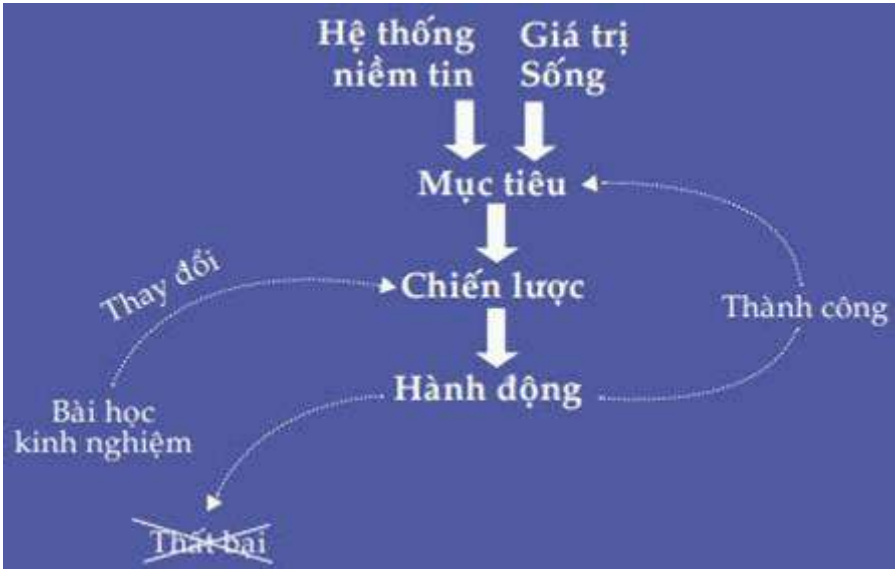 Hệ thống
niềm tin
Giá trị
Sống
Mục tiêu
Thay đổi
Chiến lược
Thành công
Hành động
Bài học
kinh nghiệm
Thất bại